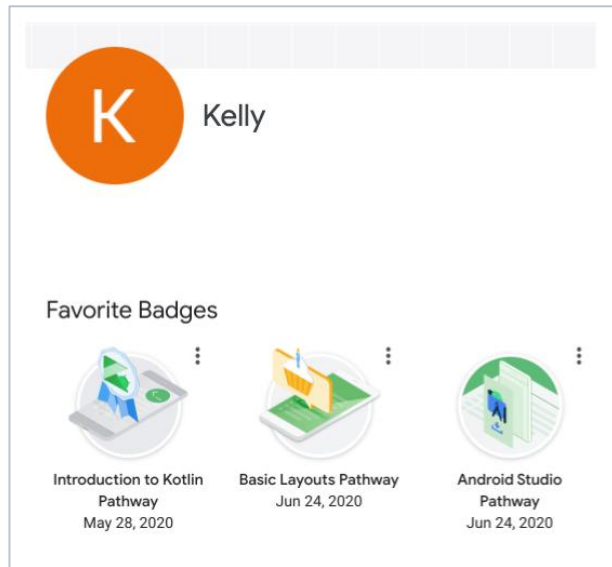 K
Kelly
Favorite Badges
Introduction to Kotlin
Pathway
May 28, 2020
Basic Layouts Pathway
Jun 24, 2020
Android Studio
Pathway
Jun 24, 2020